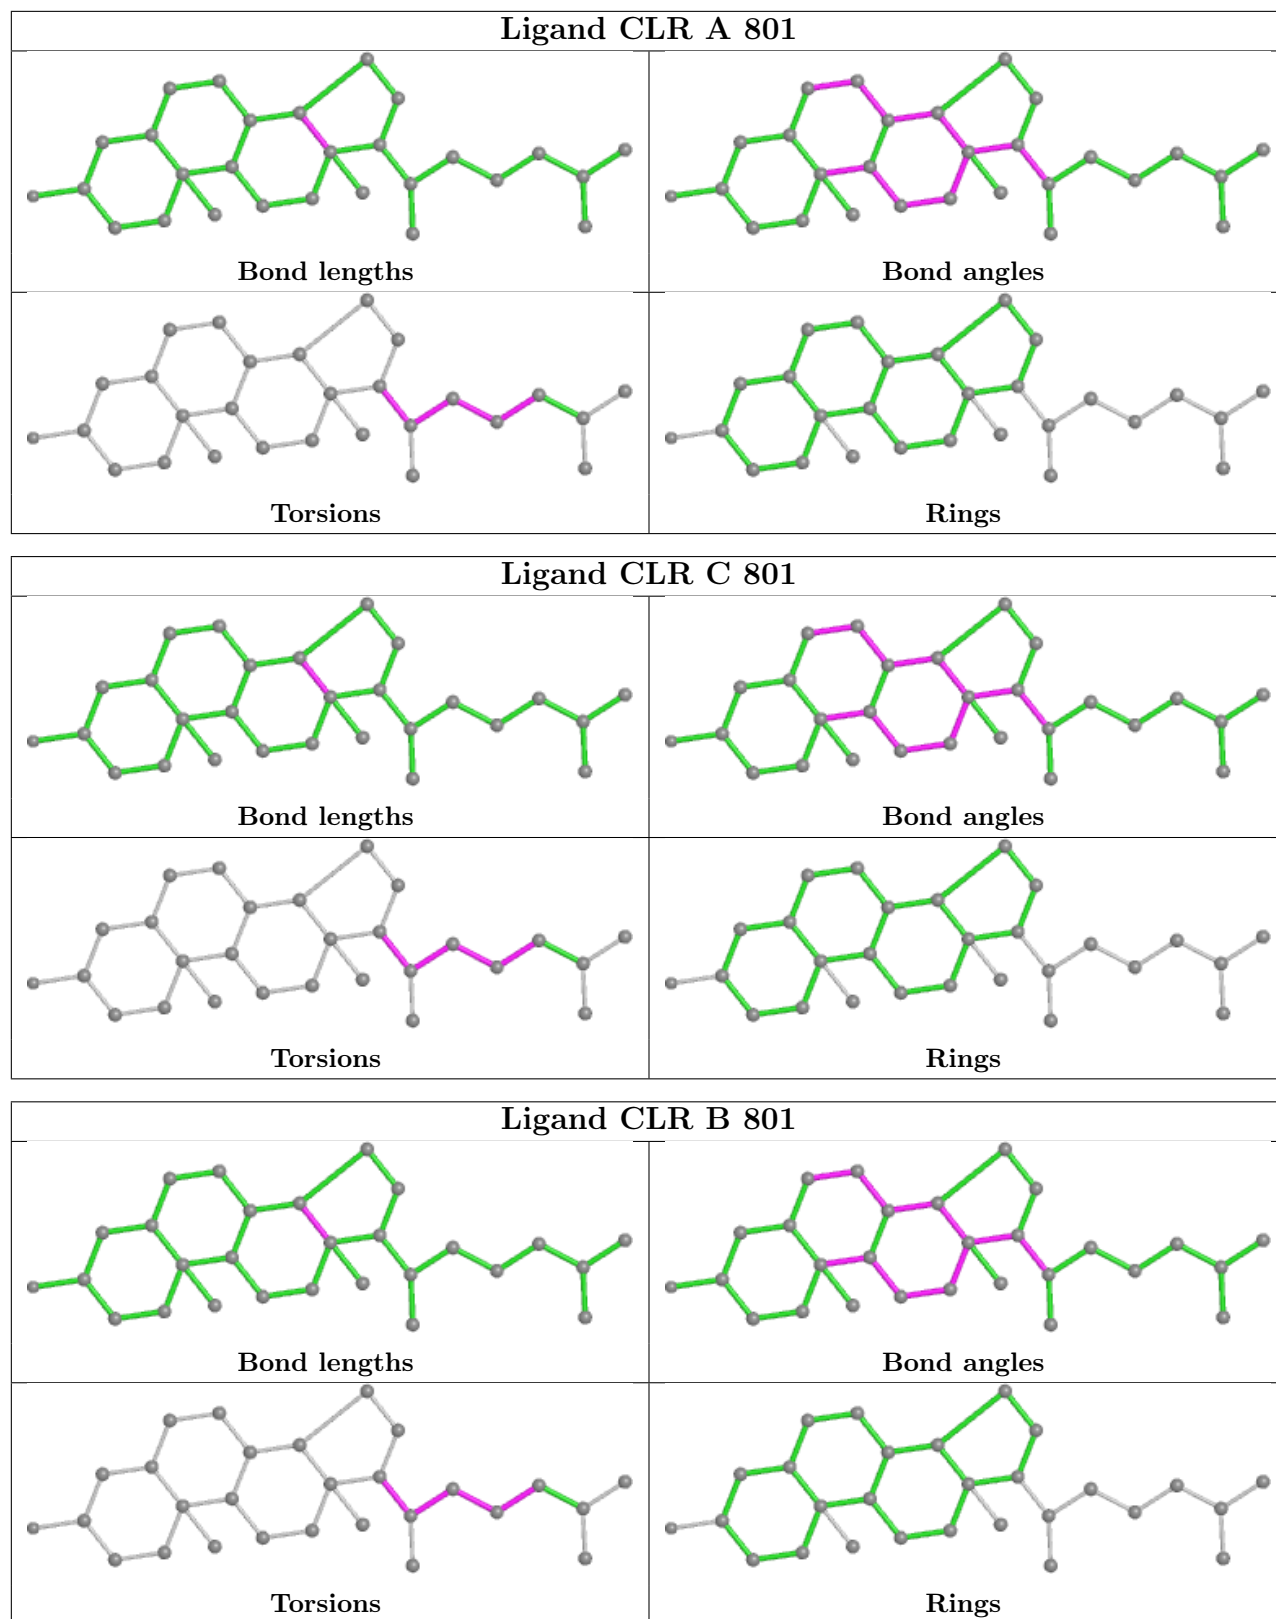 Ligand CLR A 801
Bond lengths
Bond angles
Torsions
Rings
Ligand CLR C 801
Bond lengths
Bond angles
Torsions
Rings
Ligand CLR B 801
Bond lengths
Bond angles
Torsions
Rings